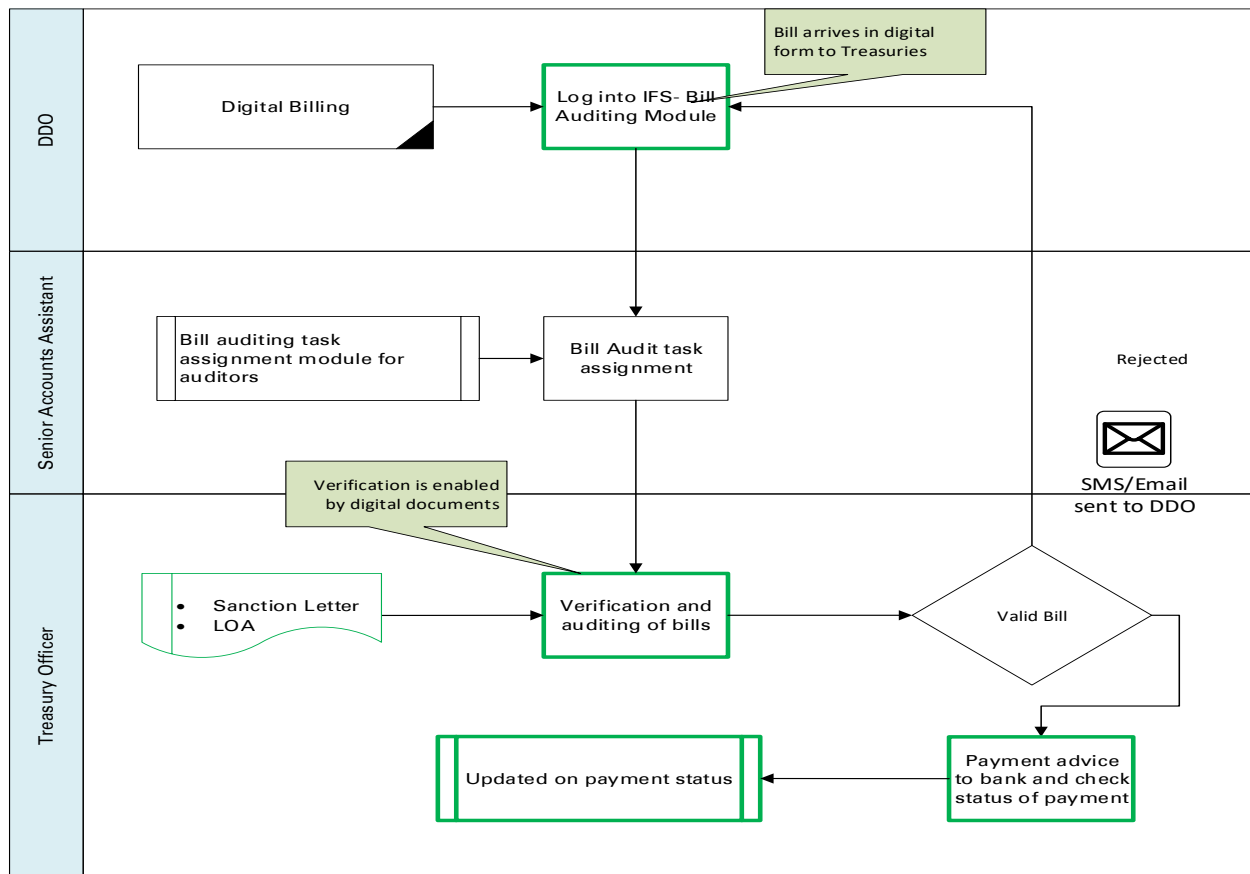 DDO
Bill arrives in digital
form to Treasuries
Digital Billing
Log into IFS- Bill
Auditing Module
Senior Accounts Assistant
Bill auditing task
assignment module for
auditors
Bill Audit task
assignment
Rejected
SMS/Email
sent to DDO
Treasury Officer
Verification is enabled
by digital documents
• Sanction Letter
• LOA
Verification and
auditing of bills
Valid Bill
Updated on payment status
Payment advice
to bank and check
status of payment